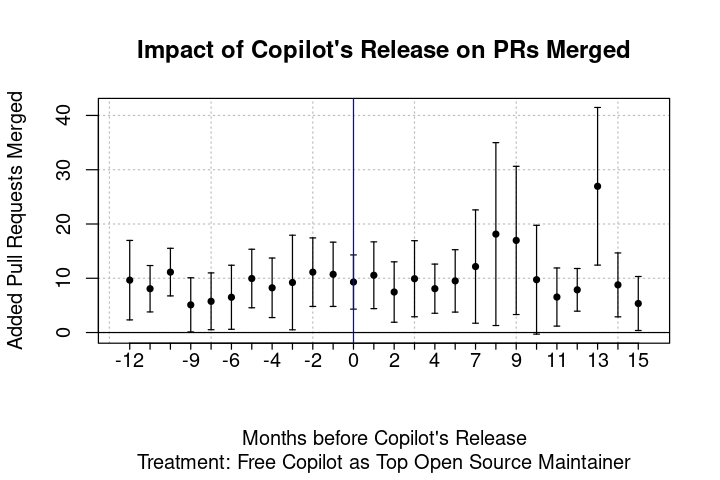 Impact of Copilot's Release on PRs Merged
Added Pull Requests Merged
40
30
20
10
0
-12 -9 -6 -4 -2 0 2 4 7 9 11 13 15
Months before Copilot's Release
Treatment: Free Copilot as Top Open Source Maintainer